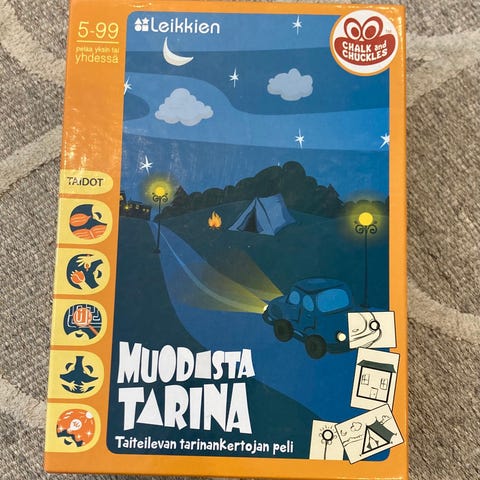 5-99
pelaa yksin tai
yhdessä
Leikkien
CHALK and
CHUCKLES
TAIDOT
MUODOSTA
TARINA
Taiteilevan tarinankertojan peli